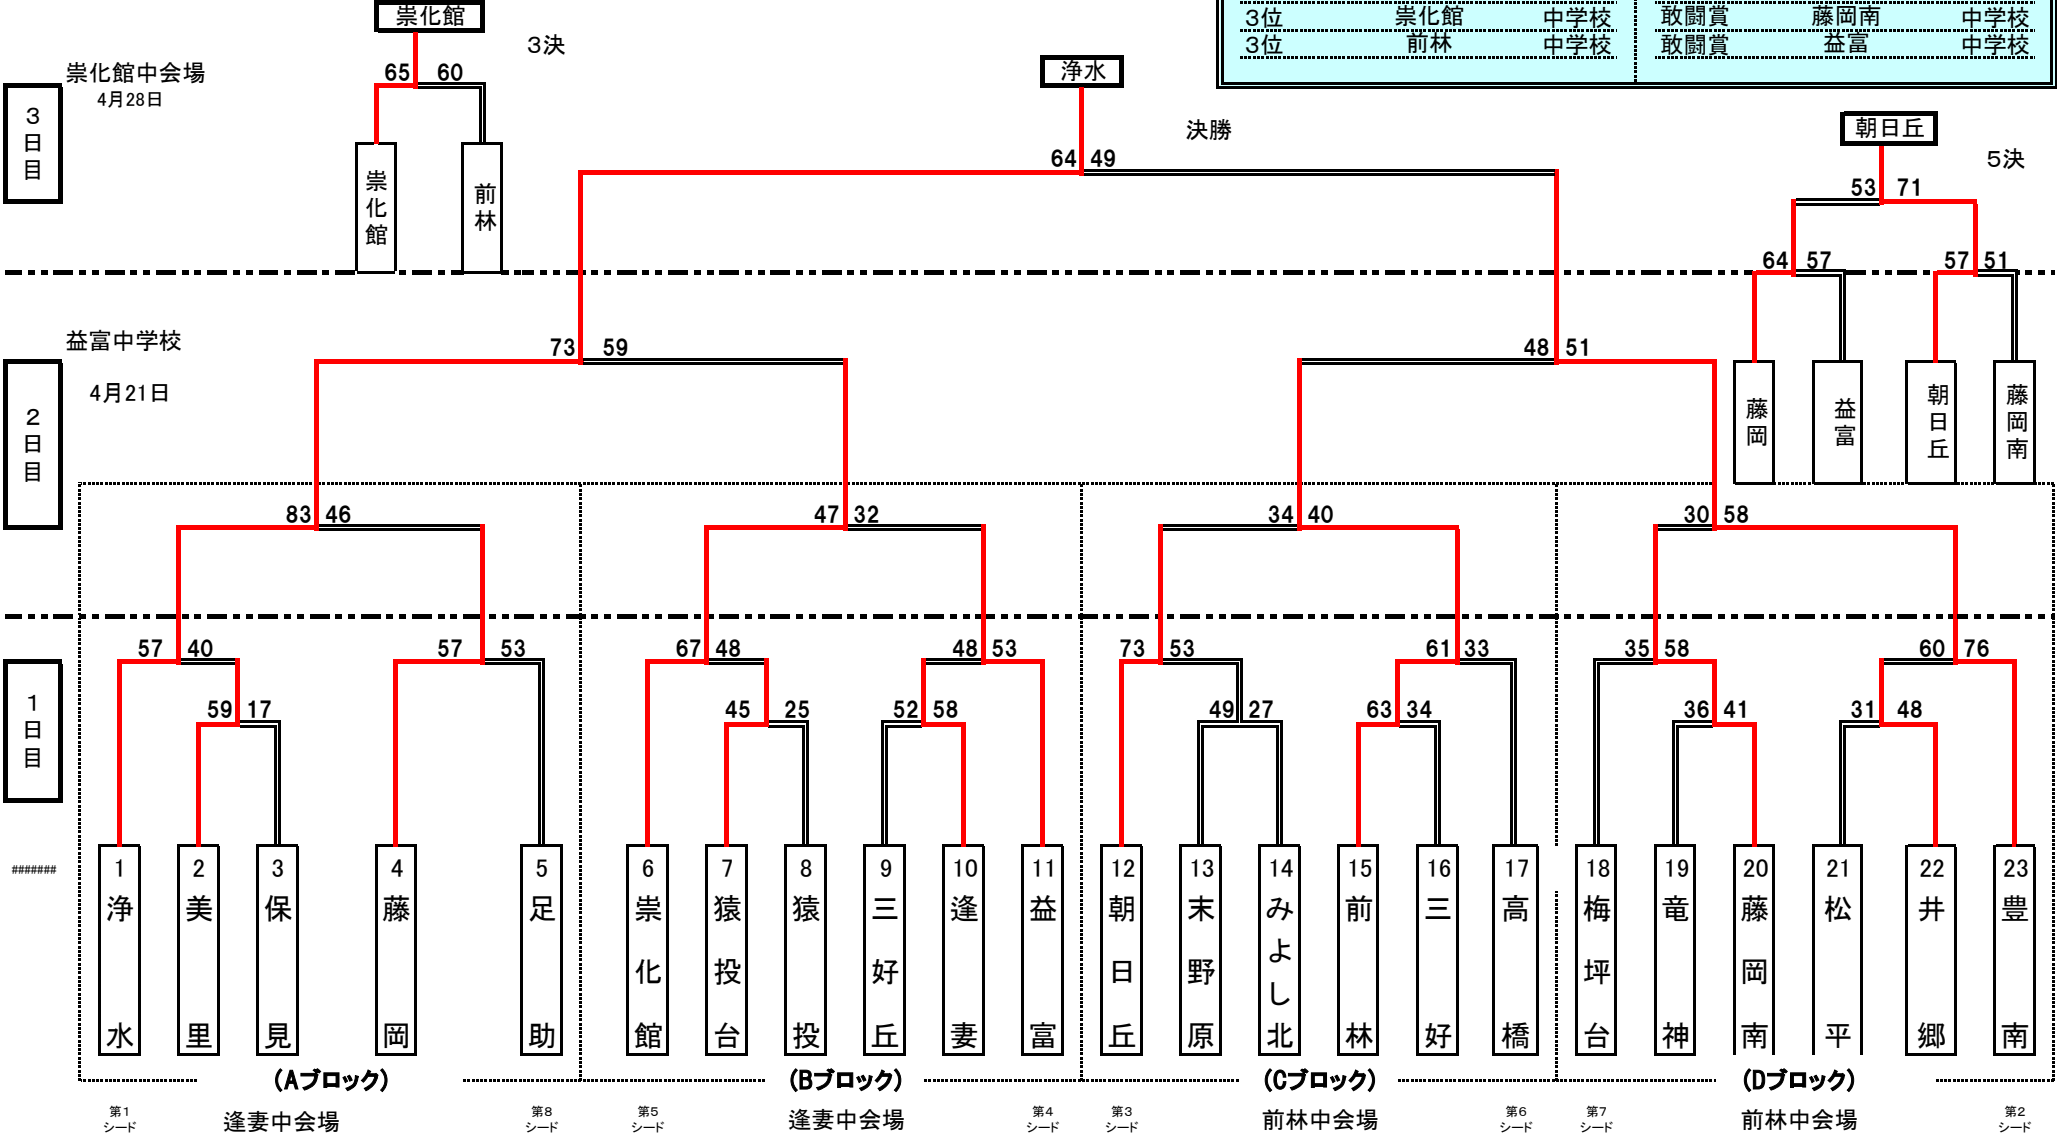 崇化館
3決
3位 崇化館 中学校 敢闘賞 藤岡南 中学校
3位 前林 中学校 敢闘賞 益富 中学校
崇化館中会場
4月28日
65 60
浄水
3日目
決勝
朝日丘
5決
64 49
崇化館
前林
53 71
64 57 57 51
益富中学校
4月21日
73 59
48 51
2日目
藤岡
益富
朝日丘
藤岡南
83 46
47 32
34 40
30 58
57 40
57 53
67 48
48 53
73 53
61 33
35 58
60 76
1日目
59 17
45 25
52 58
49 27
63 34
36 41
31 48
#######
1 浄水
2 美里
3 保見
4 藤岡
5 足助
6 崇化館
7 猿投台
8 猿投
9 三好丘
10 逢妻
11 益富
12 朝日丘
13 末野原
14 みよし北
15 前林
16 三好
17 高橋
18 梅坪台
19 竜神
20 藤岡南
21 松平
22 井郷
23 豊南
(Aブロック) (Bブロック) (Cブロック) (Dブロック)
第1シード
逢妻中会場
第8シード
第5シード
逢妻中会場
第4シード
第3シード
前林中会場
第6シード
第7シード
前林中会場
第2シード